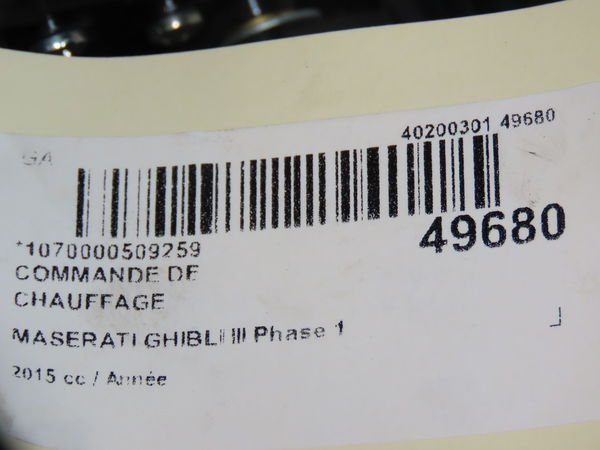 GA
40200301 49680
49680
*1070000509259
COMMANDE DE
CHAUFFAGE
MASERATI GHIBLI III Phase 1
2015 cc / Année